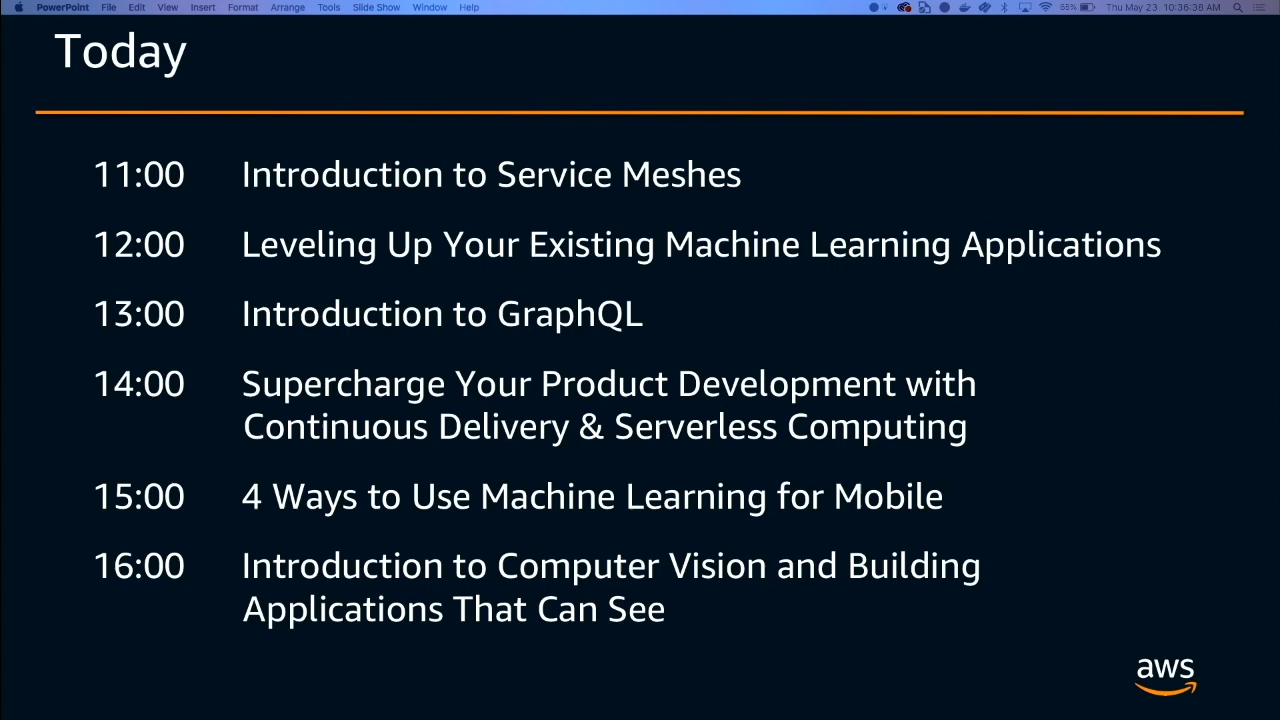 PowerPoint File Edit View Insert Format Arrange Tools Slide Show Window Help 65% Thu May 23 10:36:38 AM
Today
11:00 Introduction to Service Meshes
12:00 Leveling Up Your Existing Machine Learning Applications
13:00 Introduction to GraphQL
14:00 Supercharge Your Product Development with
Continuous Delivery & Serverless Computing
15:00 4 Ways to Use Machine Learning for Mobile
16:00 Introduction to Computer Vision and Building
Applications That Can See
aws